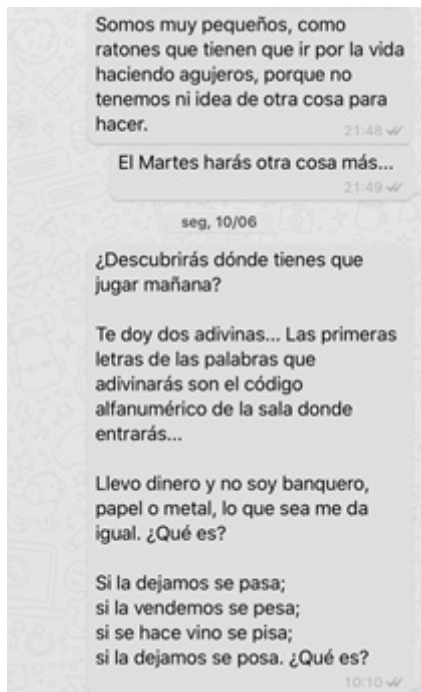 Somos muy pequeños, como
ratones que tienen que ir por la vida
haciendo agujeros, porque no
tenemos ni idea de otra cosa para
hacer.
21:48
El Martes harás otra cosa más...
21:49
seg, 10/06
¿Descubrirás dónde tienes que
jugar mañana?
Te doy dos adivinas... Las primeras
letras de las palabras que
adivinarás son el código
alfanumérico de la sala donde
entrarás...
Llevo dinero y no soy banquero,
papel o metal, lo que sea me da
igual. ¿Qué es?
Si la dejamos se pasa;
si la vendemos se pesa;
si se hace vino se pisa;
si la dejamos se posa. ¿Qué es?
10:10